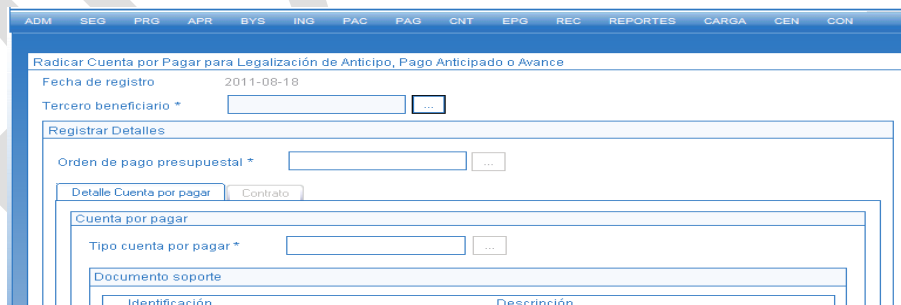 ADM SEG PRG APR BYS ING PAC PAG CNT EPG REC REPORTES CARGA CEN CON
Radicar Cuenta por Pagar para Legalización de Anticipo, Pago Anticipado o Avance
Fecha de registro 2011-08-18
Tercero beneficiario * ...
Registrar Detalles
Orden de pago presupuestal * ...
Detalle Cuenta por pagar Contrato
Cuenta por pagar
Tipo cuenta por pagar * ...
Documento soporte
Identificación Descripción